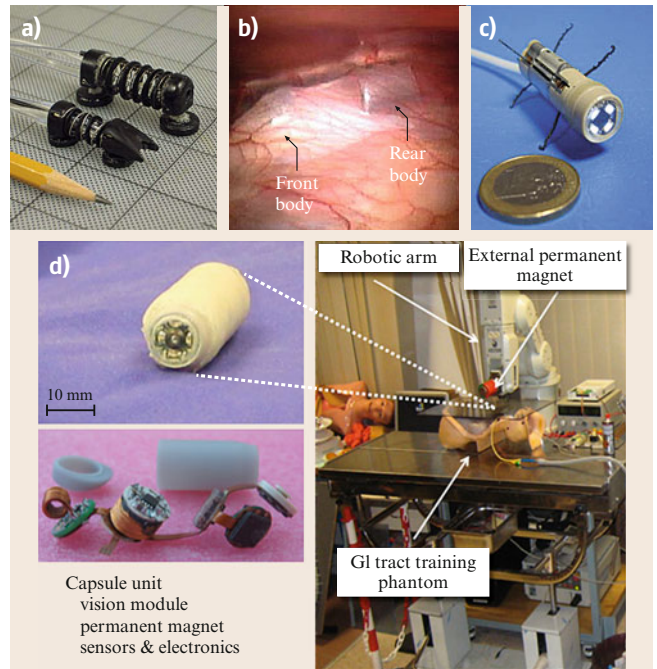 a)
b)
c)
Front
body
Rear
body
d)
10 mm
Robotic arm
External permanent
magnet
Gl tract training
phantom
Capsule unit
vision module
permanent magnet
sensors & electronics